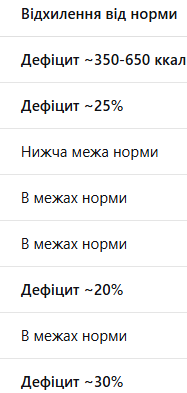 Відхилення від норми
Дефіцит ~350-650 ккал
Дефіцит ~25%
Нижча межа норми
В межах норми
В межах норми
Дефіцит ~20%
В межах норми
Дефіцит ~30%